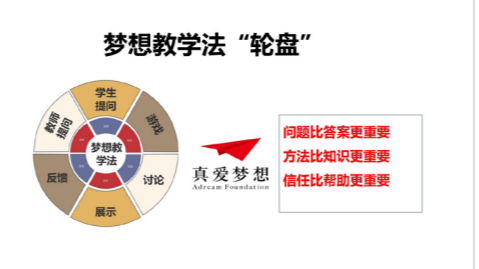 梦想教学法“轮盘”
学生
提问
游戏
讨论
展示
反馈
教师
提问
梦想教
学法
真爱梦想
Adream Foundation
问题比答案更重要
方法比知识更重要
信任比帮助更重要